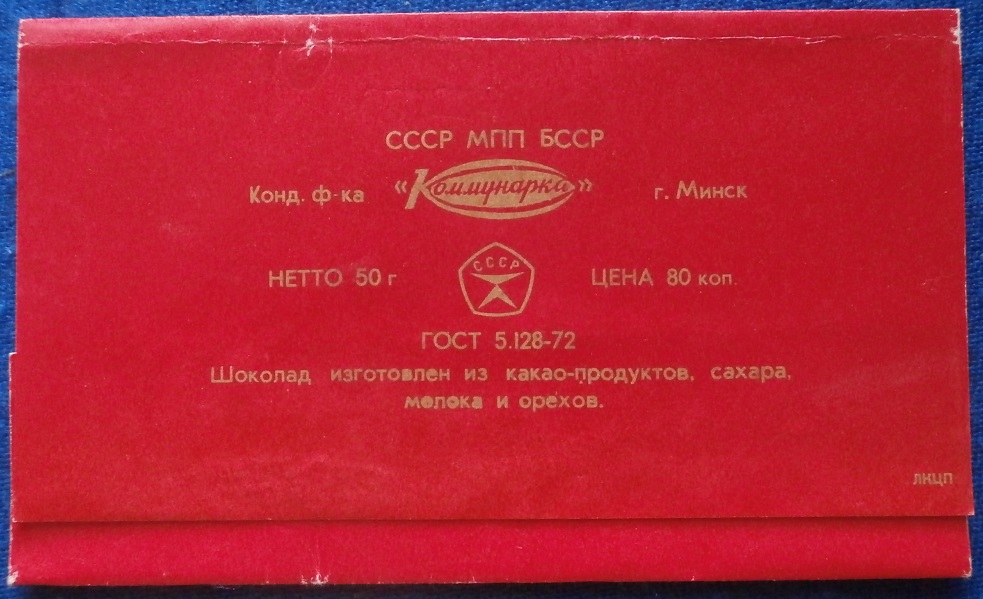 СССР МПП БССР
Конд. ф-ка «Коммунарка» г. Минск
СССР
НЕТТО 50 г ЦЕНА 80 коп.
ГОСТ 5.128-72
Шоколад изготовлен из какао-продуктов, сахара,
молока и орехов.
ЛКЦП